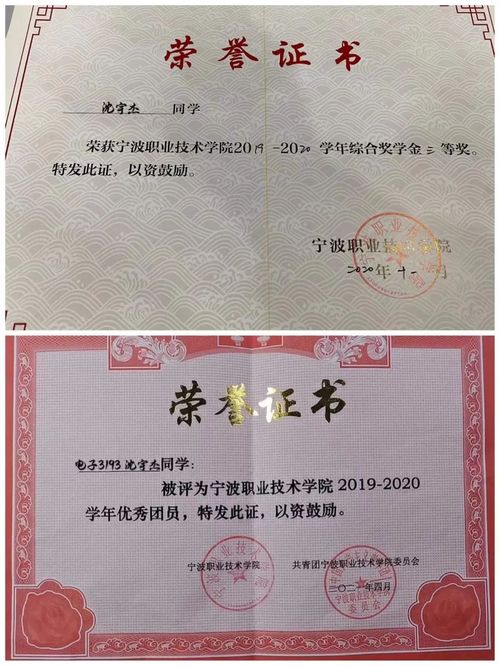 荣誉证书
沈宇杰 同学
荣获宁波职业技术学院2019-2020学年综合奖学金三等奖。
特发此证，以资鼓励。
宁波职业技术学院
2020年十一月
荣誉证书
电子3193沈宇杰同学：
被评为宁波职业技术学院2019-2020
学年优秀团员，特发此证，以资鼓励。
宁波职业技术学院 共青团宁波职业技术学院委员会
二〇二一年四月